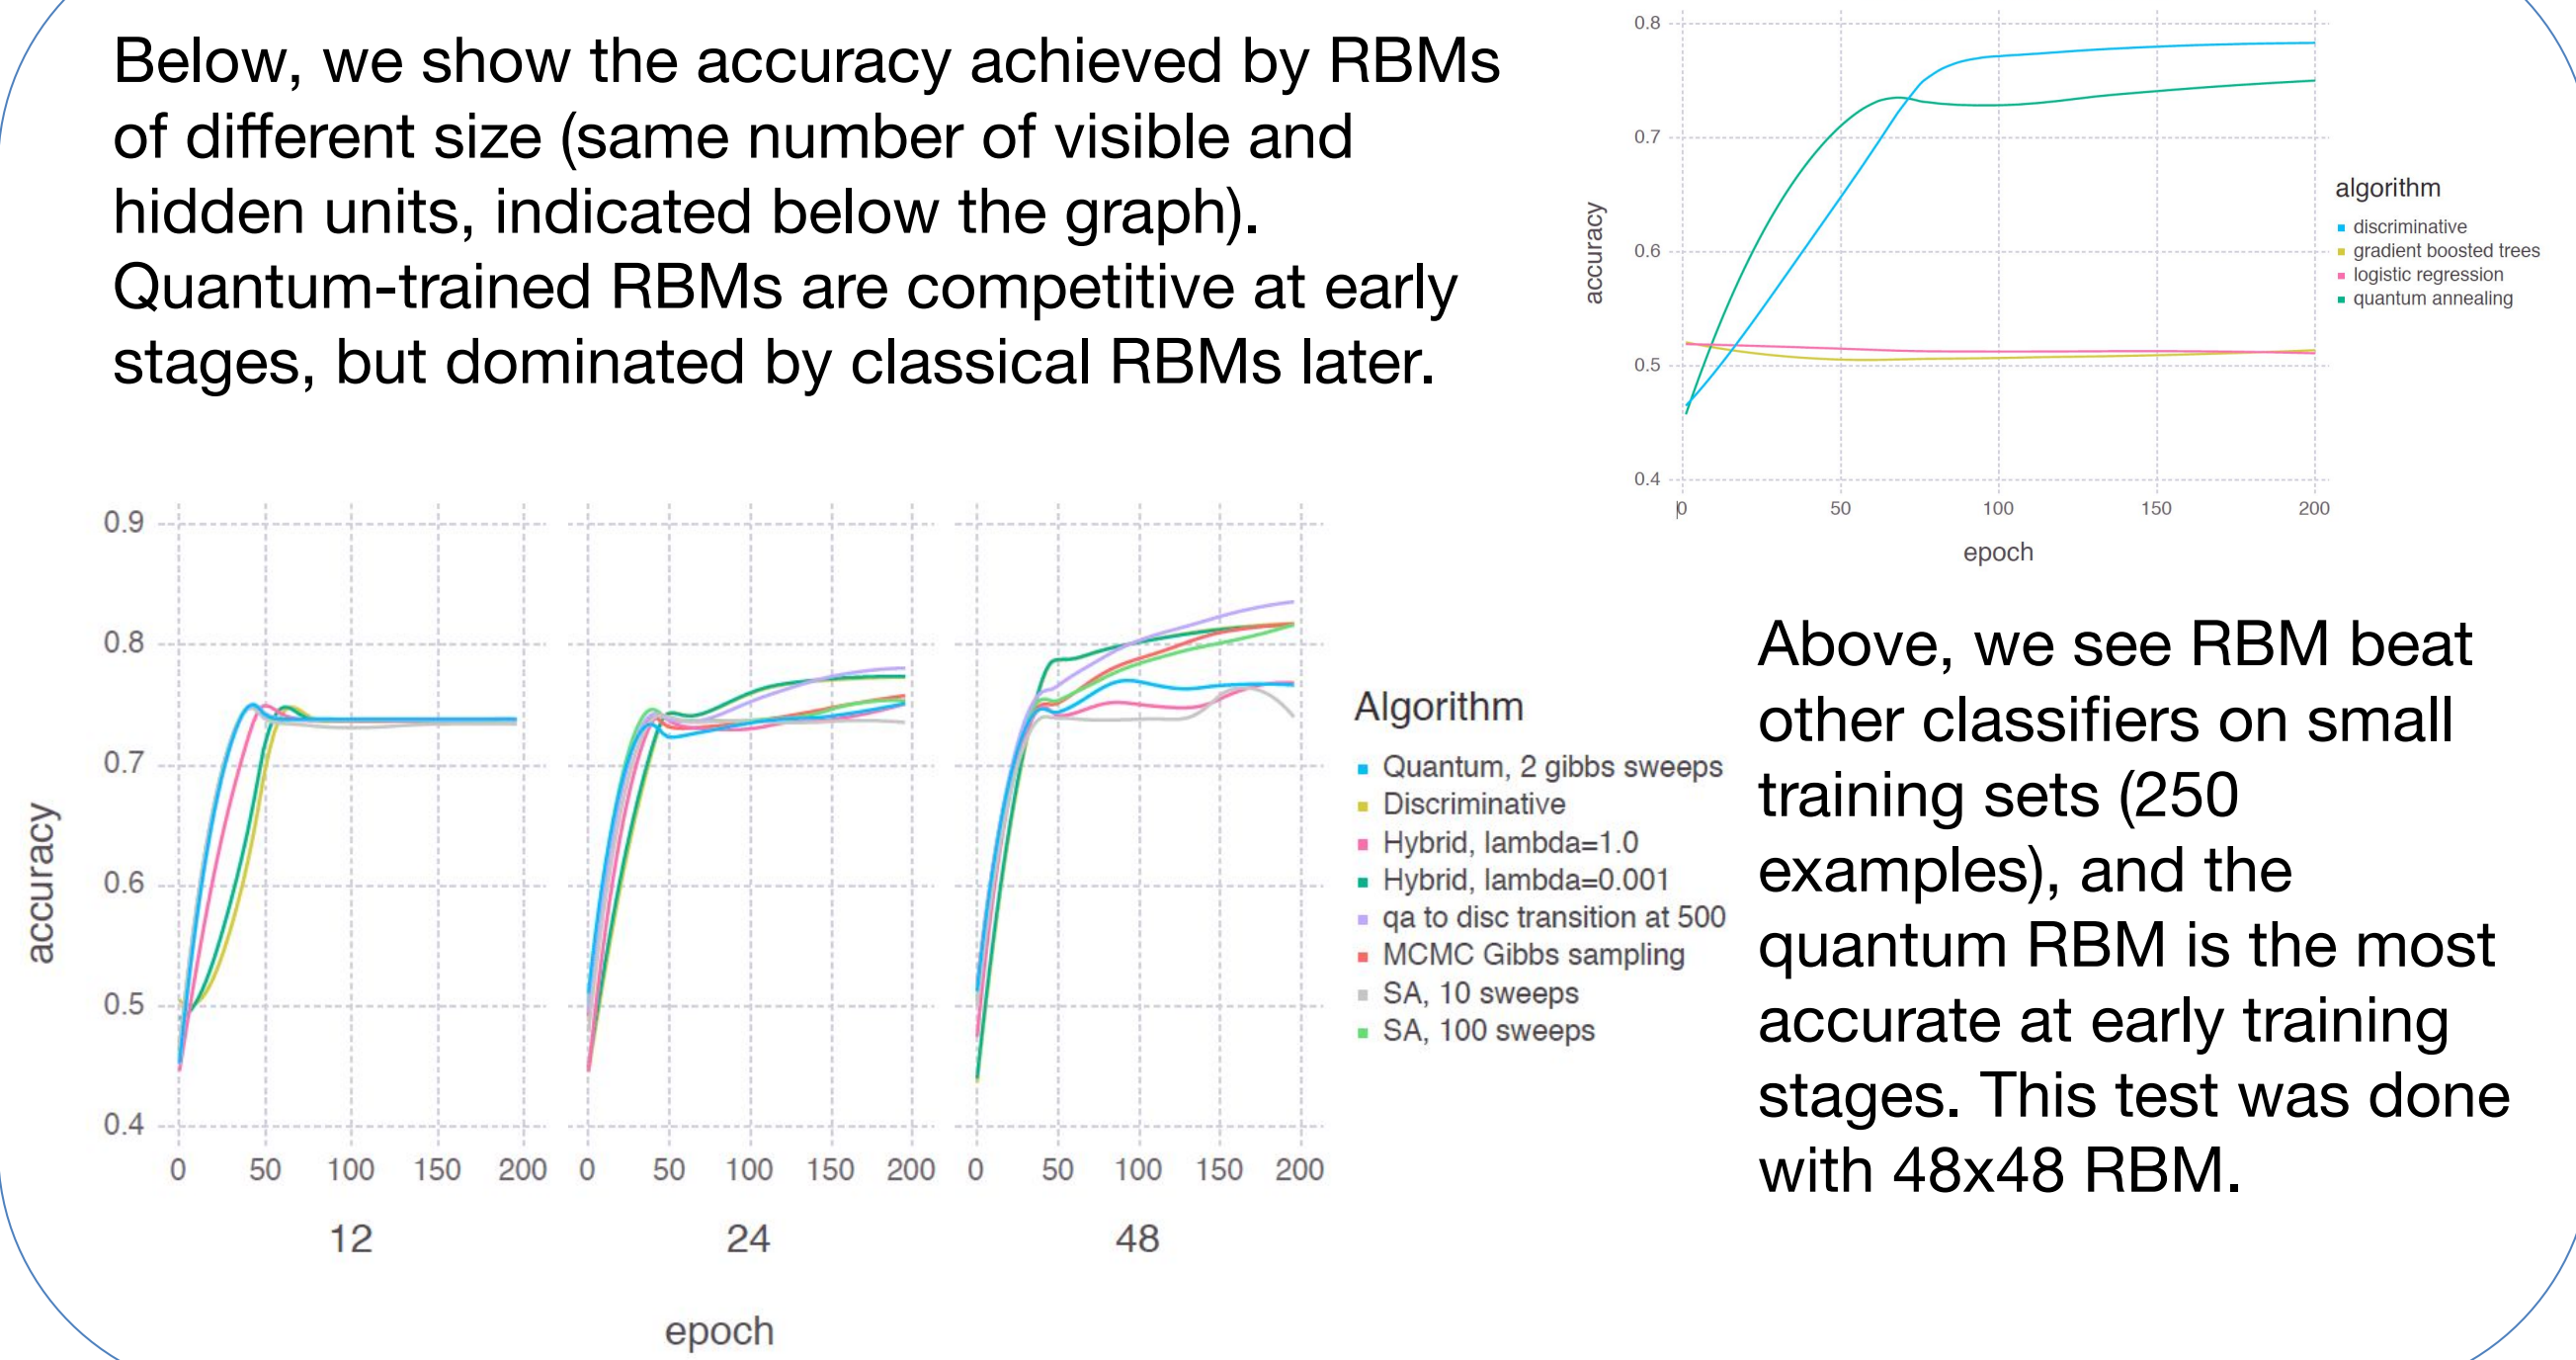 Below, we show the accuracy achieved by RBMs
of different size (same number of visible and
hidden units, indicated below the graph).
Quantum-trained RBMs are competitive at early
stages, but dominated by classical RBMs later.
0.8
0.7
0.6
0.5
0.4
accuracy
0 50 100 150 200
epoch
algorithm
discriminative
gradient boosted trees
logistic regression
quantum annealing
0.9
0.8
0.7
0.6
0.5
0.4
accuracy
0 50 100 150 200 0 50 100 150 200 0 50 100 150 200
12 24 48
epoch
Algorithm
Quantum, 2 gibbs sweeps
Discriminative
Hybrid, lambda=1.0
Hybrid, lambda=0.001
qa to disc transition at 500
MCMC Gibbs sampling
SA, 10 sweeps
SA, 100 sweeps
Above, we see RBM beat
other classifiers on small
training sets (250
examples), and the
quantum RBM is the most
accurate at early training
stages. This test was done
with 48x48 RBM.